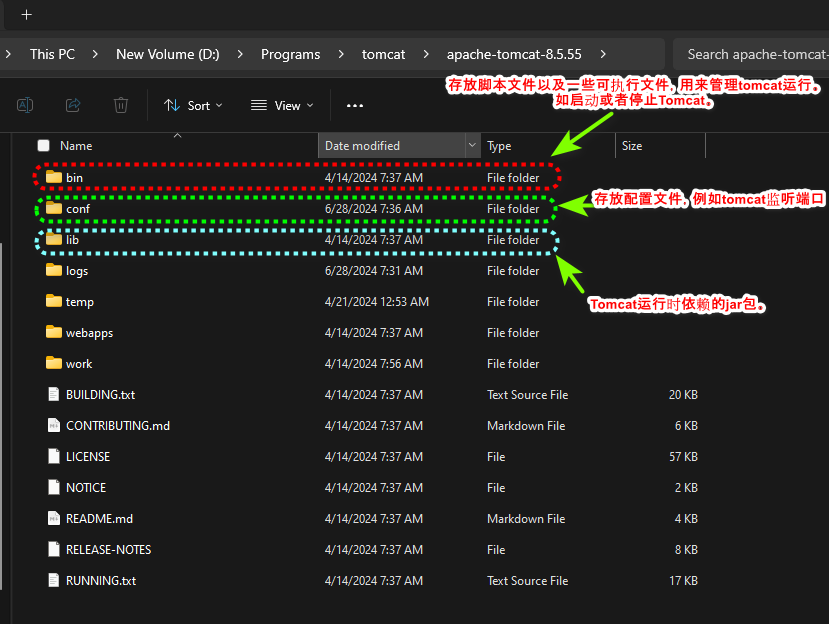 This PC > New Volume (D:) > Programs > tomcat > apache-tomcat-8.5.55 >
Search apache-tomcat-
存放脚本文件以及一些可执行文件, 用来管理tomcat运行。
如启动或者停止Tomcat。
Sort
View
Name Date modified Type Size
bin 4/14/2024 7:37 AM File folder
conf 6/28/2024 7:36 AM File folder
存放配置文件, 例如tomcat监听端口
lib 4/14/2024 7:37 AM File folder
logs 6/28/2024 7:31 AM File folder
temp 4/21/2024 12:53 AM File folder
Tomcat运行时依赖的jar包。
webapps 4/14/2024 7:37 AM File folder
work 4/14/2024 7:56 AM File folder
BUILDING.txt 4/14/2024 7:37 AM Text Source File 20 KB
CONTRIBUTING.md 4/14/2024 7:37 AM Markdown File 6 KB
LICENSE 4/14/2024 7:37 AM File 57 KB
NOTICE 4/14/2024 7:37 AM File 2 KB
README.md 4/14/2024 7:37 AM Markdown File 4 KB
RELEASE-NOTES 4/14/2024 7:37 AM File 8 KB
RUNNING.txt 4/14/2024 7:37 AM Text Source File 17 KB